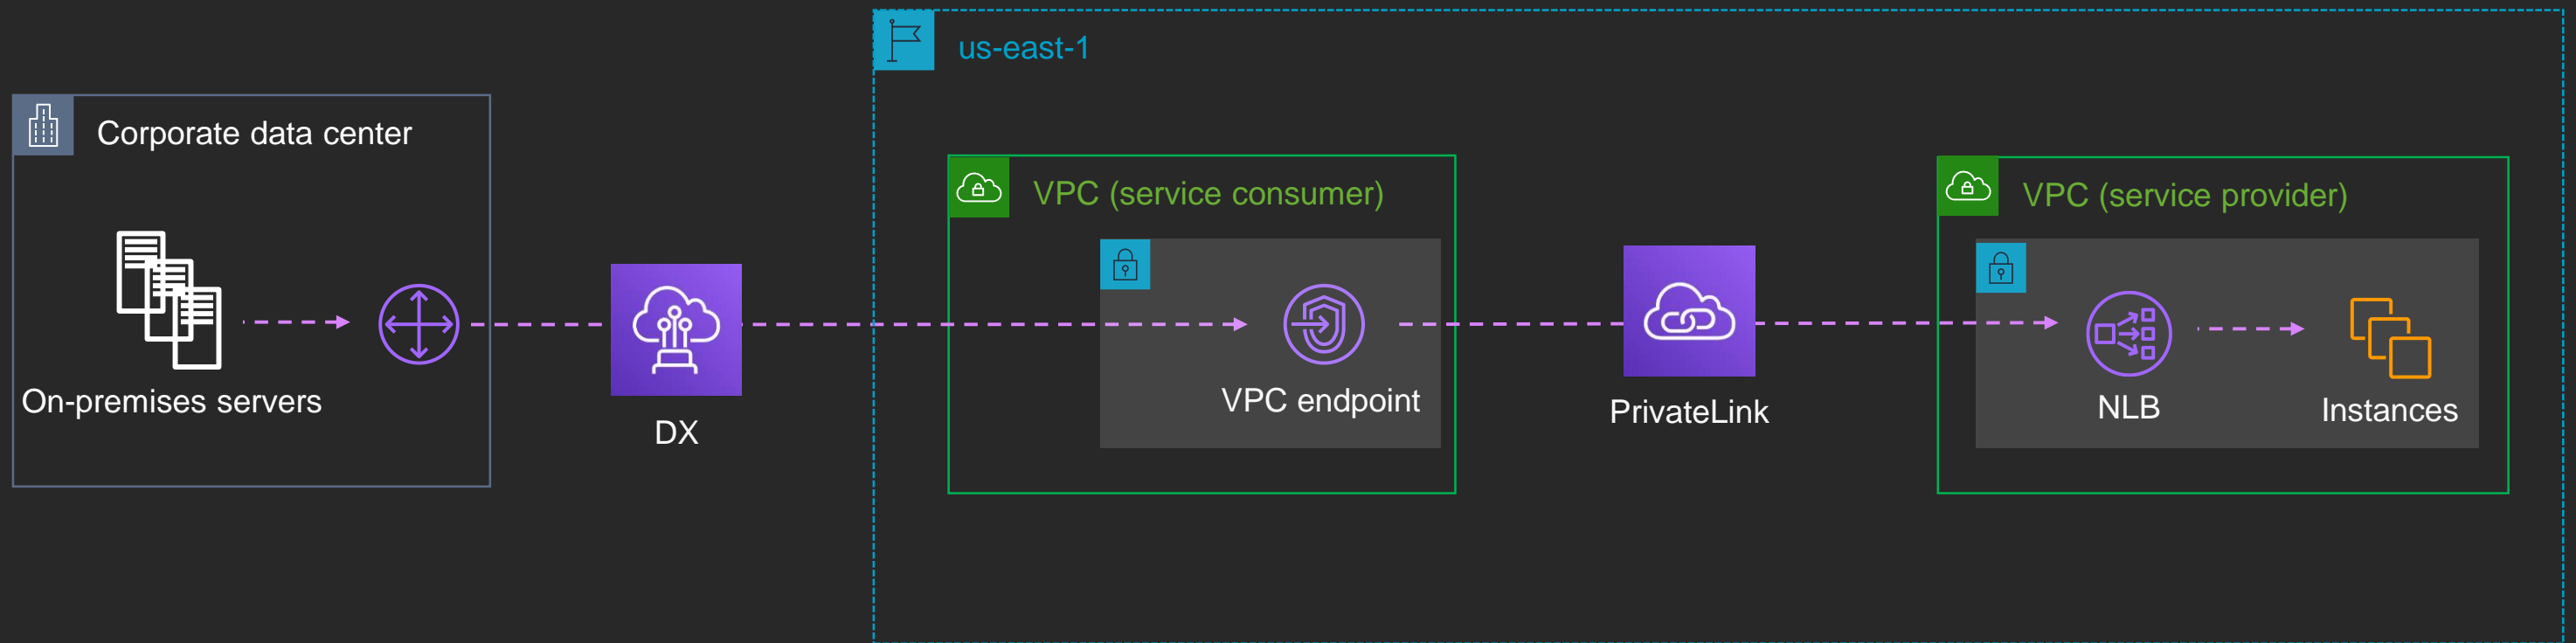 us-east-1
Corporate data center
VPC (service consumer)
VPC (service provider)
On-premises servers
DX
VPC endpoint
PrivateLink
NLB
Instances